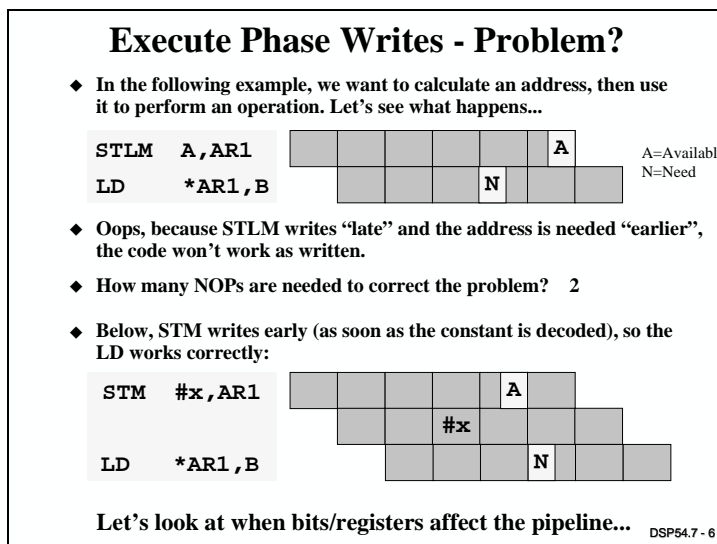 Execute Phase Writes - Problem?
◆ In the following example, we want to calculate an address, then use
it to perform an operation. Let's see what happens...
STLM A,AR1 A
A=Availabl
LD *AR1,B N
N=Need
◆ Oops, because STLM writes “late” and the address is needed “earlier”,
the code won't work as written.
◆ How many NOPs are needed to correct the problem? 2
◆ Below, STM writes early (as soon as the constant is decoded), so the
LD works correctly:
STM #x,AR1 A
#x
LD *AR1,B N
Let's look at when bits/registers affect the pipeline...
DSP54.7 - 6